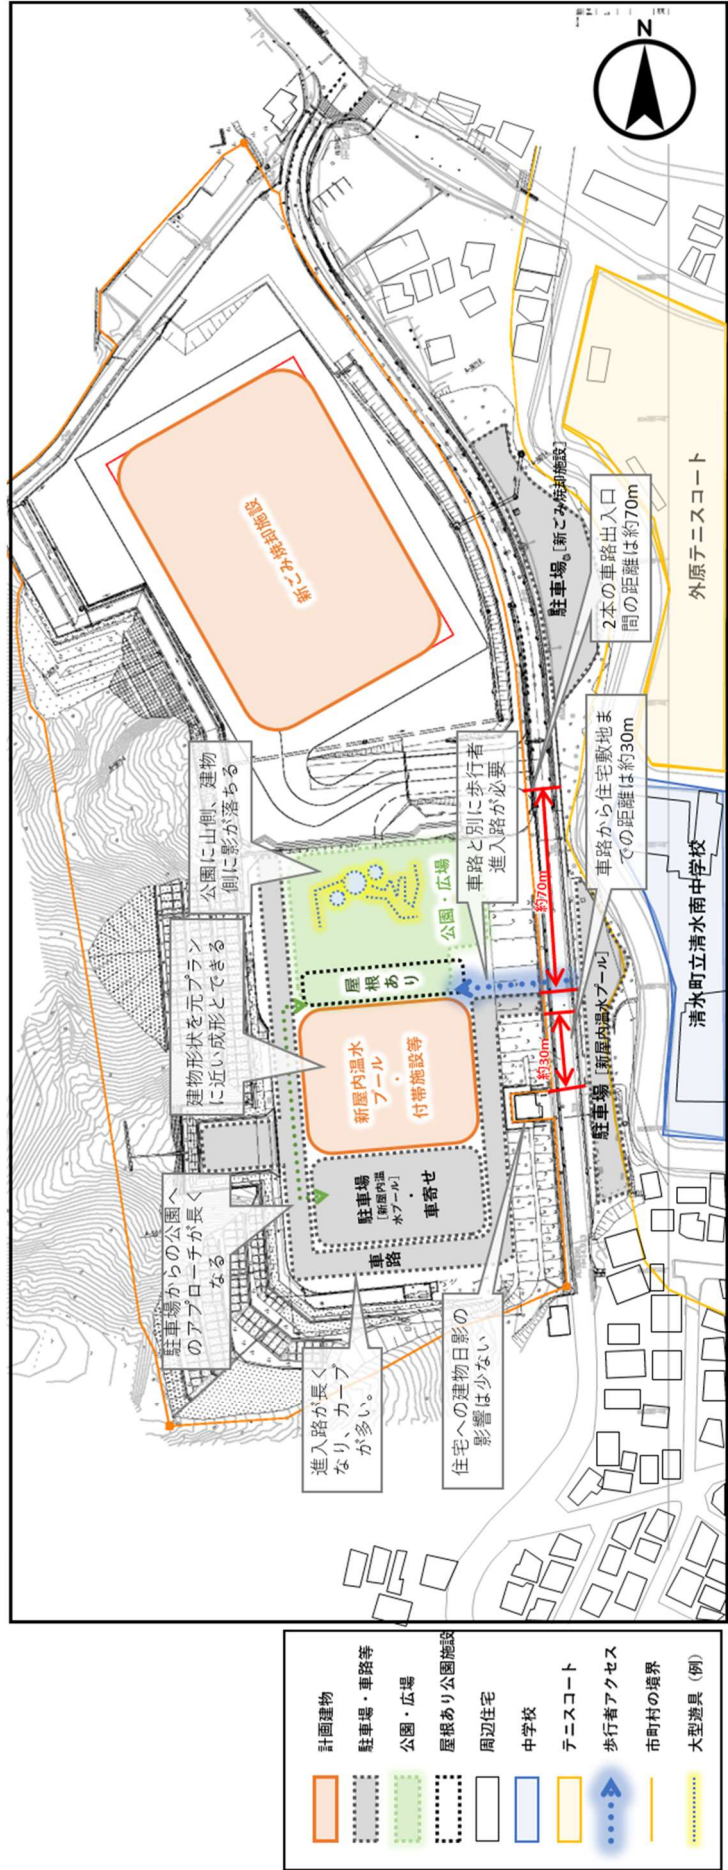 N
新ごみ焼却施設
公園に山側、建物
側に影が落ちる
建物形状を元プラン
に近い成形とできる
駐車場からの公園へ
のアプローチが長く
なる
進入路が長く
なり、カーブ
が多い。
住宅への建物日影の
影響は少ない
車路
駐車場
[新屋内温
水プール]
・
車寄せ
新屋内温水
プール
・
付帯施設等
屋根
あり
公園・広場
車路と別に歩行者
進入路が必要
約70m
約30m
駐車場 [新ごみ焼却施設]
2本の車路出入口
間の距離は約70m
車路から住宅敷地ま
での距離は約30m
駐車場 [新屋内温水プール]
外原テニスコート
清水町立清水南中学校
計画建物
駐車場・車路等
公園・広場
屋根あり公園施設
周辺住宅
中学校
テニスコート
歩行者アクセス
市町村の境界
大型遊具（例）